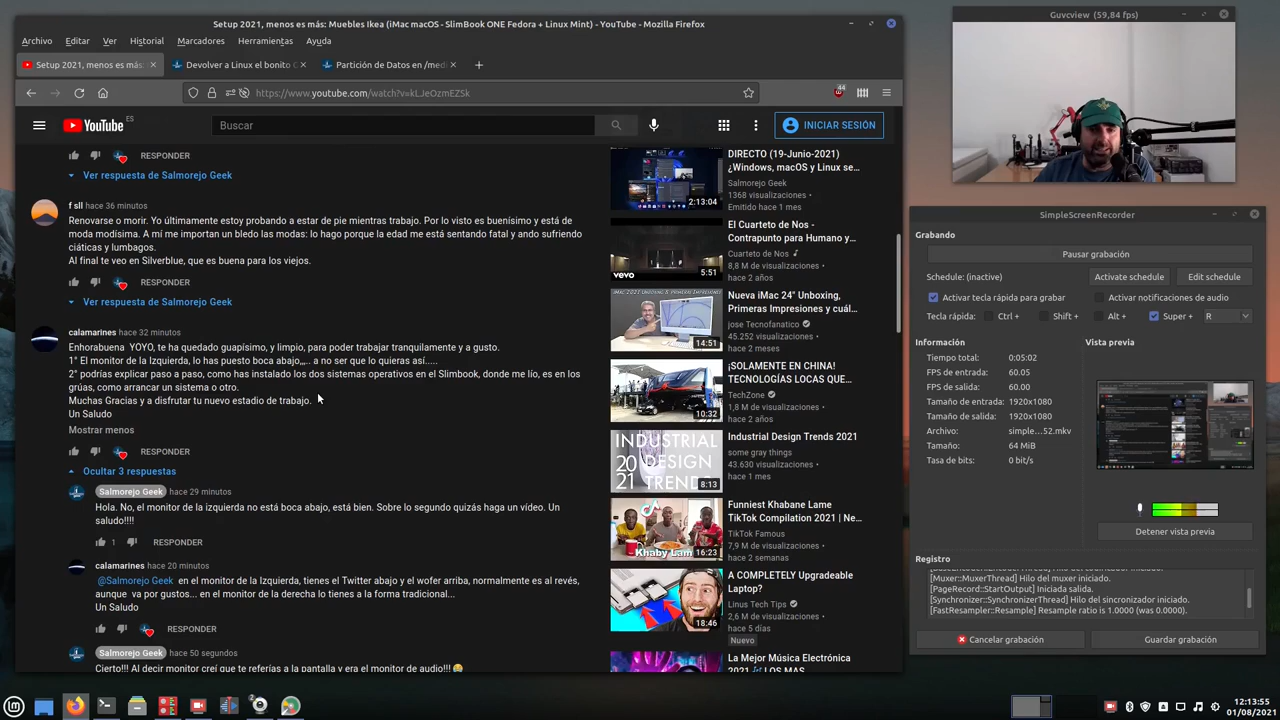 Setup 2021, menos es más: Muebles Ikea (iMac macOS - SlimBook ONE Fedora + Linux Mint) - YouTube - Mozilla Firefox
Archivo Editar Ver Historial Marcadores Herramientas Ayuda
Setup 2021, menos es más:
Devolver a Linux el bonito C
Partición de Datos en /med
https://www.youtube.com/watch?v=kLJeOzmEZSk
44
YouTube ES
Buscar
INICIAR SESIÓN
RESPONDER
Ver respuesta de Salmorejo Geek
f sll hace 36 minutos
Renovarse o morir. Yo últimamente estoy probando a estar de pie mientras trabajo. Por lo visto es buenísimo y está de
moda modísima. A mí me importan un bledo las modas: lo hago porque la edad me está sentando fatal y ando sufriendo
ciáticas y lumbagos.
Al final te veo en Silverblue, que es buena para los viejos.
RESPONDER
Ver respuesta de Salmorejo Geek
calamarines hace 32 minutos
Enhorabuena YOYO, te ha quedado guapísimo, y limpio, para poder trabajar tranquilamente y a gusto.
1° El monitor de la Izquierda, lo has puesto boca abajo,,,.. a no ser que lo quieras así.....
2° podrías explicar paso a paso, como has instalado los dos sistemas operativos en el Slimbook, donde me lío, es en los
grúas, como arrancar un sistema o otro.
Muchas Gracias y a disfrutar tu nuevo estadio de trabajo.
Un Saludo
Mostrar menos
RESPONDER
Ocultar 3 respuestas
Salmorejo Geek hace 29 minutos
Hola. No, el monitor de la izquierda no está boca abajo, está bien. Sobre lo segundo quizás haga un vídeo. Un
saludo!!!!
1 RESPONDER
calamarines hace 20 minutos
@Salmorejo Geek en el monitor de la Izquierda, tienes el Twitter abajo y el wofer arriba, normalmente es al revés,
aunque va por gustos... en el monitor de la derecha lo tienes a la forma tradicional...
Un Saludo
RESPONDER
Salmorejo Geek hace 50 segundos
Cierto!!! Al decir monitor creí que te referías a la pantalla y era el monitor de audio!!!
DIRECTO (19-Junio-2021)
¿Windows, macOS y Linux se...
Salmorejo Geek
1368 visualizaciones •
Emitido hace 1 mes
2:13:04
El Cuarteto de Nos -
Contrapunto para Humano y...
Cuarteto de Nos
8,8 M de visualizaciones •
hace 2 años
vevo
5:51
Nueva iMac 24" Unboxing,
Primeras Impresiones y cuál...
jose Tecnofanatico
45.252 visualizaciones •
hace 2 meses
14:51
¡SOLAMENTE EN CHINA!
TECNOLOGÍAS LOCAS QUE...
TechZone
1,8 M de visualizaciones •
hace 2 años
10:32
Industrial Design Trends 2021
some gray things
43.630 visualizaciones •
hace 1 mes
INDUSTRIAL
20 DESIGN
21 TRENDS
8:13
Funniest Khabane Lame
TikTok Compilation 2021 | Ne...
TikTok Famous
7,9 M de visualizaciones •
hace 2 semanas
Khaby Lam
16:23
A COMPLETELY Upgradeable
Laptop?
Linus Tech Tips
2,6 M de visualizaciones •
hace 5 días
Nuevo
18:46
La Mejor Música Electrónica
Guvcview (59,84 fps)
SimpleScreenRecorder
Grabando
Pausar grabación
Schedule: (inactive) Activate schedule Edit schedule
Activar tecla rápida para grabar Activar notificaciones de audio
Tecla rápida: Ctrl + Shift + Alt + Super + R
Información
Tiempo total: 0:05:02
FPS de entrada: 60.05
FPS de salida: 60.00
Tamaño de entrada: 1920x1080
Tamaño de salida: 1920x1080
Archivo: simple...52.mkv
Tamaño: 64 MiB
Tasa de bits: 0 bit/s
Vista previa
Detener vista previa
Registro
[Muxer::MuxerThread] Hilo del muxer iniciado.
[PageRecord::StartOutput] Iniciada salida.
[Synchronizer::SynchronizerThread] Hilo del sincronizador iniciado.
[FastResampler::Resample] Resample ratio is 1.0000 (was 0.0000).
Cancelar grabación Guardar grabación
12:13:55
01/08/2021